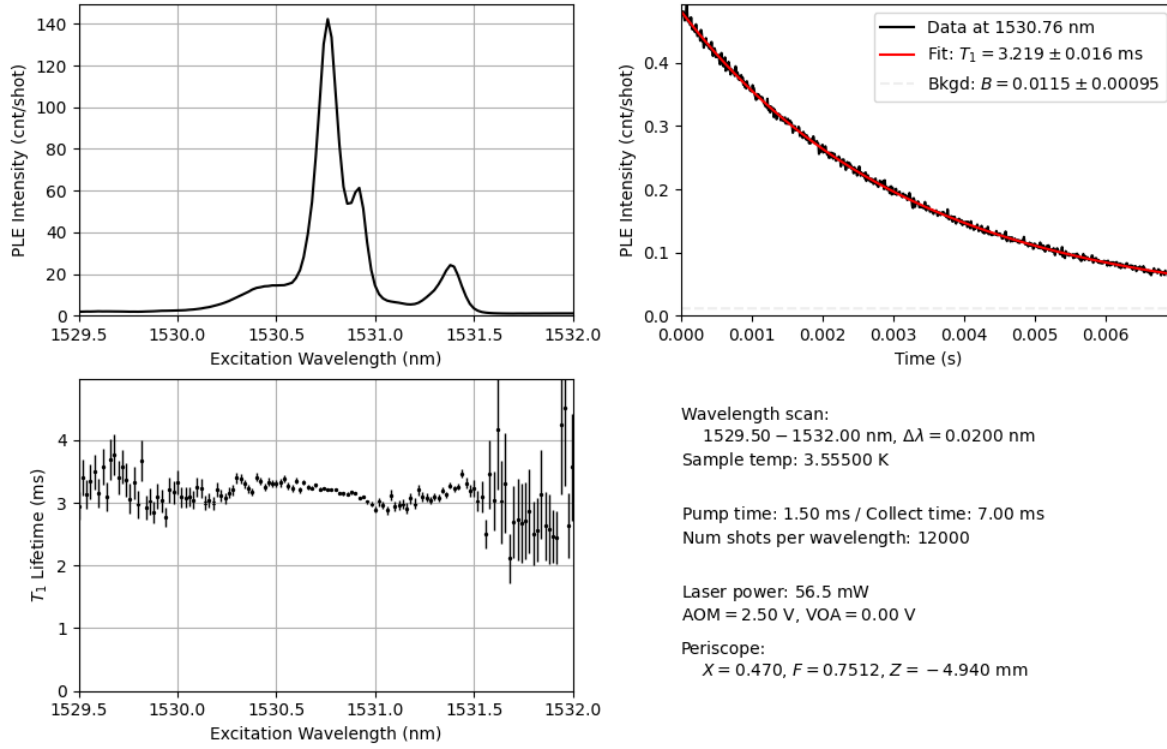 140
120
100
80
60
40
20
0
PLE Intensity (cnt/shot)
1529.5 1530.0 1530.5 1531.0 1531.5 1532.0
Excitation Wavelength (nm)
Data at 1530.76 nm
Fit: T₁ = 3.219 ± 0.016 ms
Bkgd: B = 0.0115 ± 0.00095
0.4
0.3
0.2
0.1
0.0
PLE Intensity (cnt/shot)
0.000 0.001 0.002 0.003 0.004 0.005 0.006
Time (s)
4
3
2
1
0
T₁ Lifetime (ms)
1529.5 1530.0 1530.5 1531.0 1531.5 1532.0
Excitation Wavelength (nm)
Wavelength scan:
1529.50 − 1532.00 nm, Δλ = 0.0200 nm
Sample temp: 3.55500 K
Pump time: 1.50 ms / Collect time: 7.00 ms
Num shots per wavelength: 12000
Laser power: 56.5 mW
AOM = 2.50 V, VOA = 0.00 V
Periscope:
X = 0.470, F = 0.7512, Z = −4.940 mm